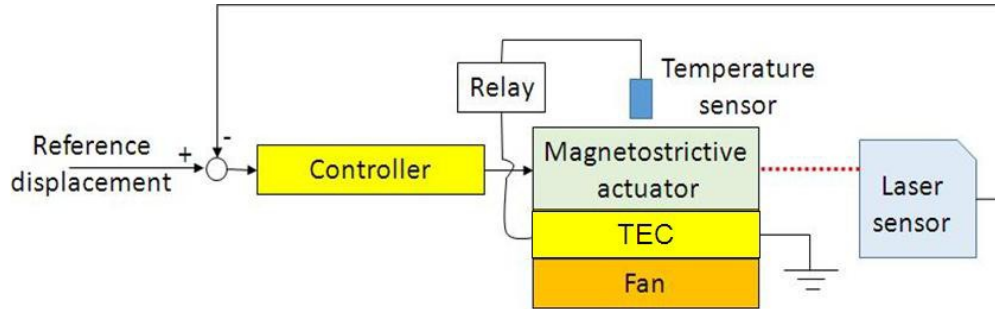 Relay
Temperature
sensor
Reference
displacement
+
-
Controller
Magnetostrictive
actuator
Laser
sensor
TEC
Fan